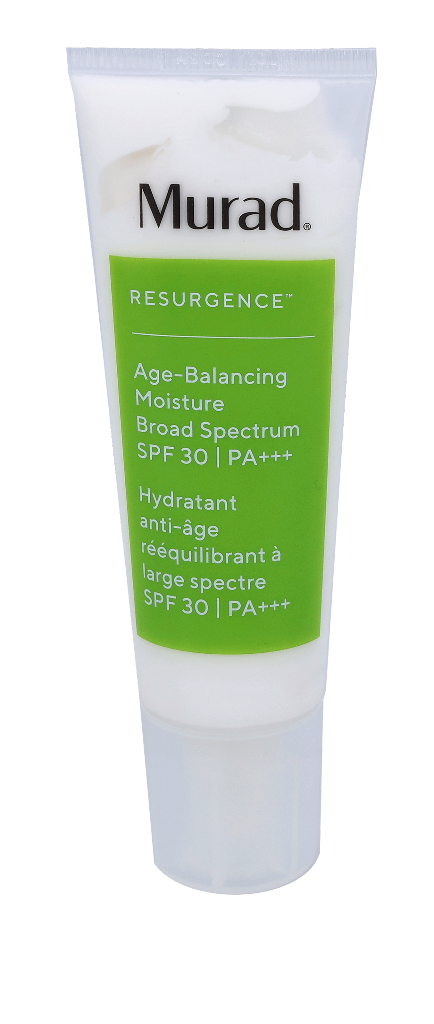 Murad®
RESURGENCE™
Age-Balancing
Moisture
Broad Spectrum
SPF 30 | PA+++
Hydratant
anti-âge
rééquilibrant à
large spectre
SPF 30 | PA+++